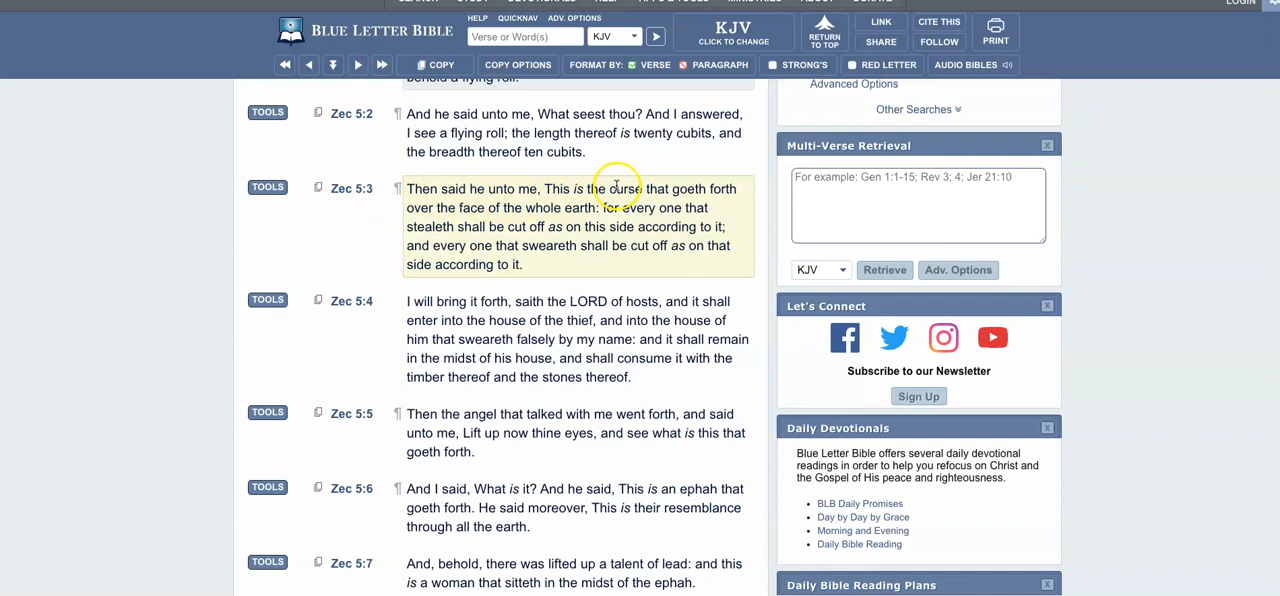 SEARCH STUDY DEVOTIONALS HELP APPS & TOOLS MINISTRIES ABOUT DONATE
LOGIN
BLUE LETTER BIBLE
HELP QUICKNAV ADV. OPTIONS
Verse or Word(s)
KJV
KJV
CLICK TO CHANGE
RETURN
TO TOP
LINK
CITE THIS
SHARE
FOLLOW
PRINT
COPY
COPY OPTIONS
FORMAT BY: VERSE PARAGRAPH
STRONG'S
RED LETTER
AUDIO BIBLES
behold a flying roll.
TOOLS Zec 5:2 ¶ And he said unto me, What seest thou? And I answered,
I see a flying roll; the length thereof is twenty cubits, and
the breadth thereof ten cubits.
TOOLS Zec 5:3 ¶ Then said he unto me, This is the curse that goeth forth
over the face of the whole earth: for every one that
stealeth shall be cut off as on this side according to it;
and every one that sweareth shall be cut off as on that
side according to it.
TOOLS Zec 5:4 I will bring it forth, saith the LORD of hosts, and it shall
enter into the house of the thief, and into the house of
him that sweareth falsely by my name: and it shall remain
in the midst of his house, and shall consume it with the
timber thereof and the stones thereof.
TOOLS Zec 5:5 ¶ Then the angel that talked with me went forth, and said
unto me, Lift up now thine eyes, and see what is this that
goeth forth.
TOOLS Zec 5:6 ¶ And I said, What is it? And he said, This is an ephah that
goeth forth. He said moreover, This is their resemblance
through all the earth.
TOOLS Zec 5:7 And, behold, there was lifted up a talent of lead: and this
is a woman that sitteth in the midst of the ephah.
Advanced Options
Other Searches
Multi-Verse Retrieval X
For example: Gen 1:1-15; Rev 3; 4; Jer 21:10
KJV
Retrieve
Adv. Options
Let's Connect X
Subscribe to our Newsletter
Sign Up
Daily Devotionals X
Blue Letter Bible offers several daily devotional
readings in order to help you refocus on Christ and
the Gospel of His peace and righteousness.
• BLB Daily Promises
• Day by Day by Grace
• Morning and Evening
• Daily Bible Reading
Daily Bible Reading Plans X